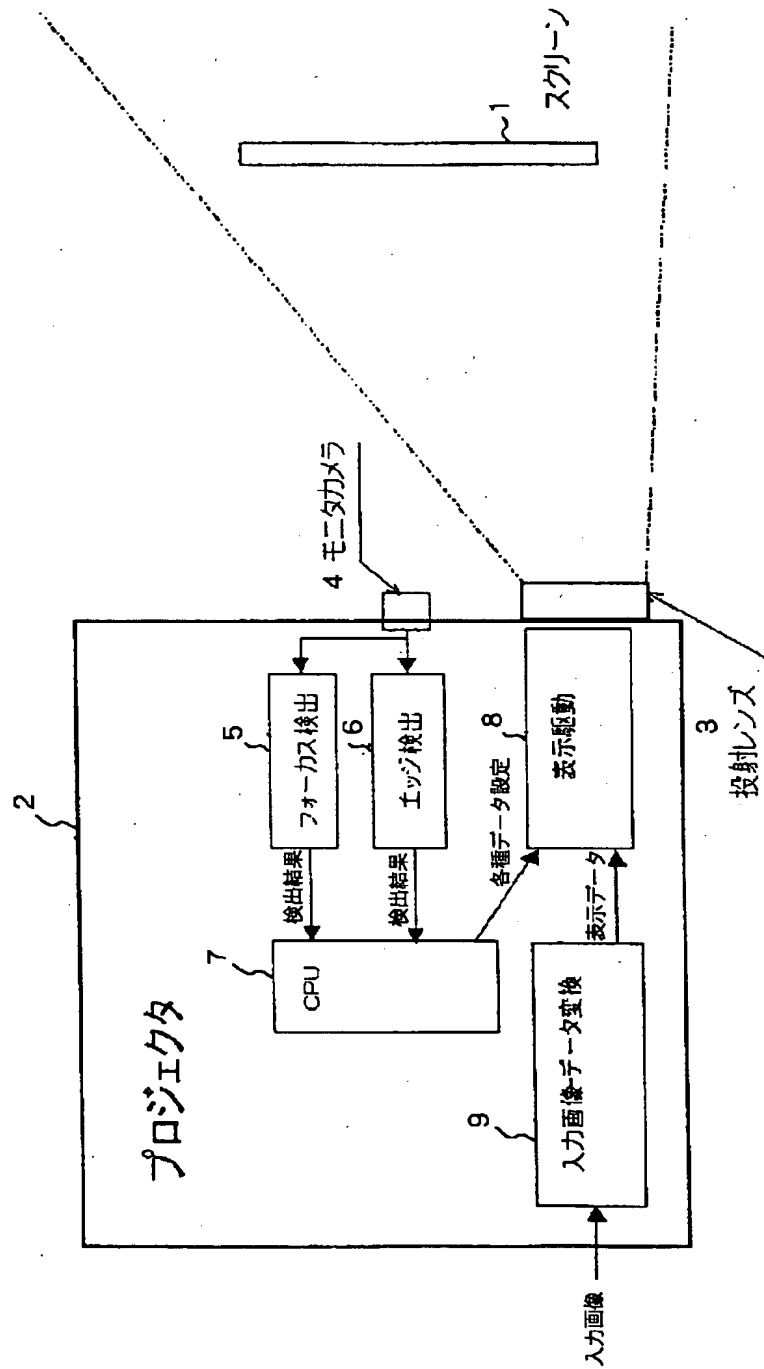 プロジェクタ
2
入力画像
9
入力画像-データ変換
表示データ
7
CPU
検出結果
検出結果
各種データ設定
5
フォーカス検出
6
エッジ検出
8
表示駆動
3
投射レンズ
4 モニタカメラ
1
スクリーン